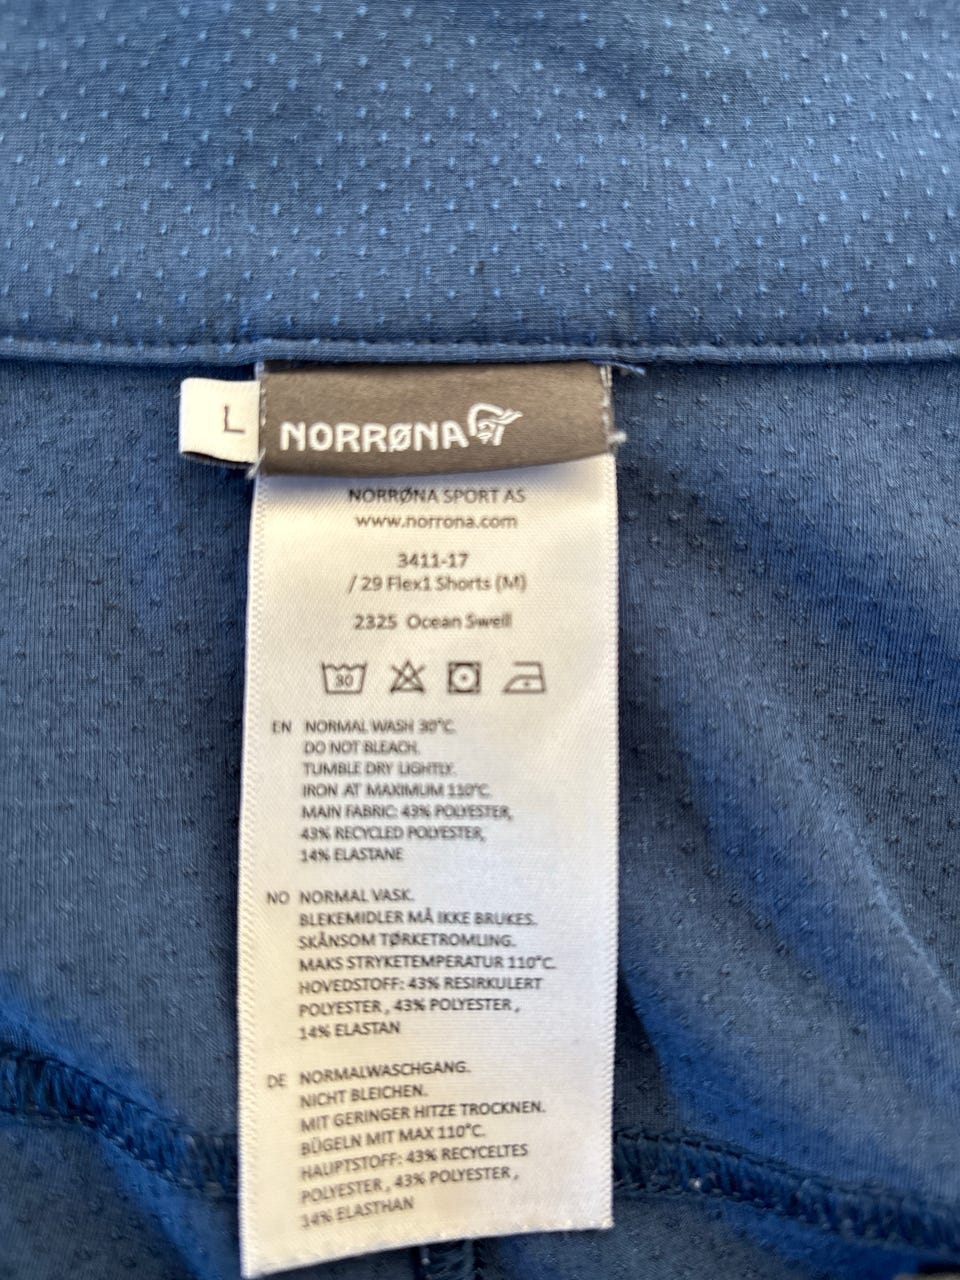 L
NORRØNA
NORRØNA SPORT AS
www.norrona.com
3411-17
/ 29 Flex1 Shorts (M)
2325 Ocean Swell
30
EN NORMAL WASH 30°C.
DO NOT BLEACH.
TUMBLE DRY LIGHTLY.
IRON AT MAXIMUM 110°C.
MAIN FABRIC: 43% POLYESTER,
43% RECYCLED POLYESTER,
14% ELASTANE
NO NORMAL VASK.
BLEKEMIDLER MÅ IKKE BRUKES.
SKÅNSOM TØRKETROMLING.
MAKS STRYKETEMPERATUR 110°C.
HOVEDSTOFF: 43% RESIRKULERT
POLYESTER , 43% POLYESTER ,
14% ELASTAN
DE NORMALWASCHGANG.
NICHT BLEICHEN.
MIT GERINGER HITZE TROCKNEN.
BÜGELN MIT MAX 110°C.
HAUPTSTOFF: 43% RECYCELTES
POLYESTER , 43% POLYESTER ,
14% ELASTHAN